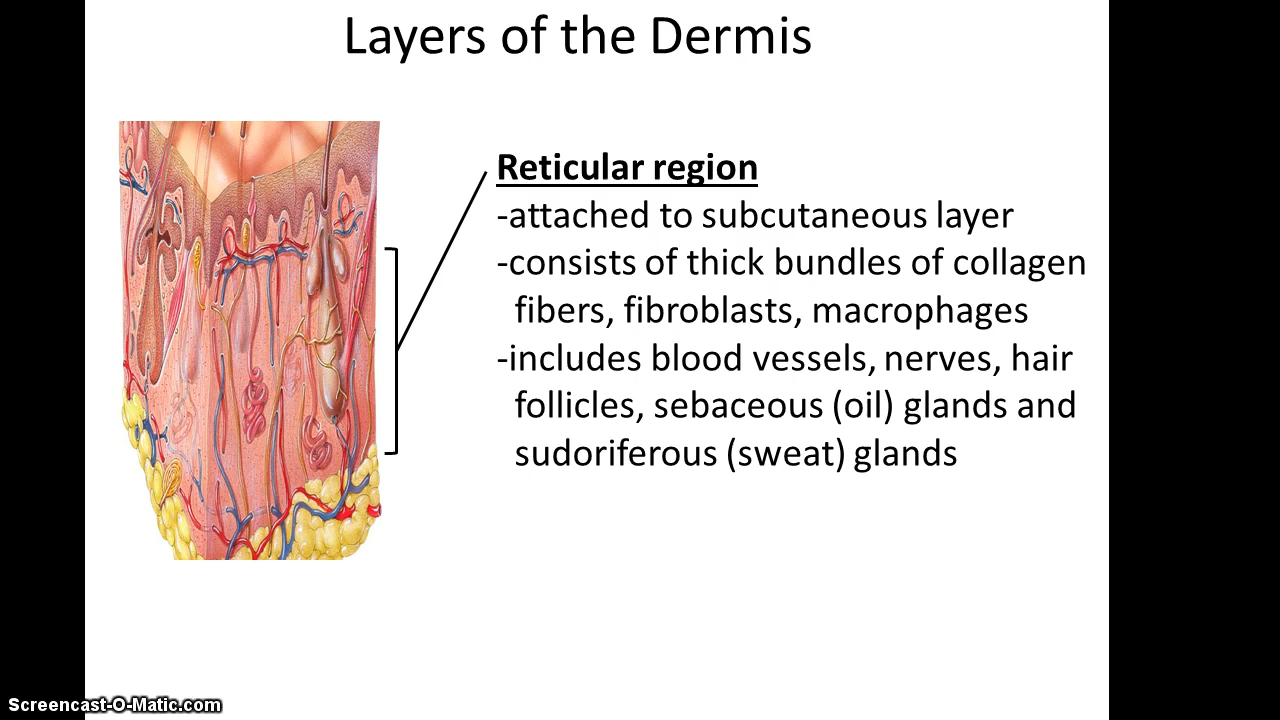 Layers of the Dermis
Reticular region
-attached to subcutaneous layer
-consists of thick bundles of collagen
fibers, fibroblasts, macrophages
-includes blood vessels, nerves, hair
follicles, sebaceous (oil) glands and
sudoriferous (sweat) glands
Screencast-O-Matic.com